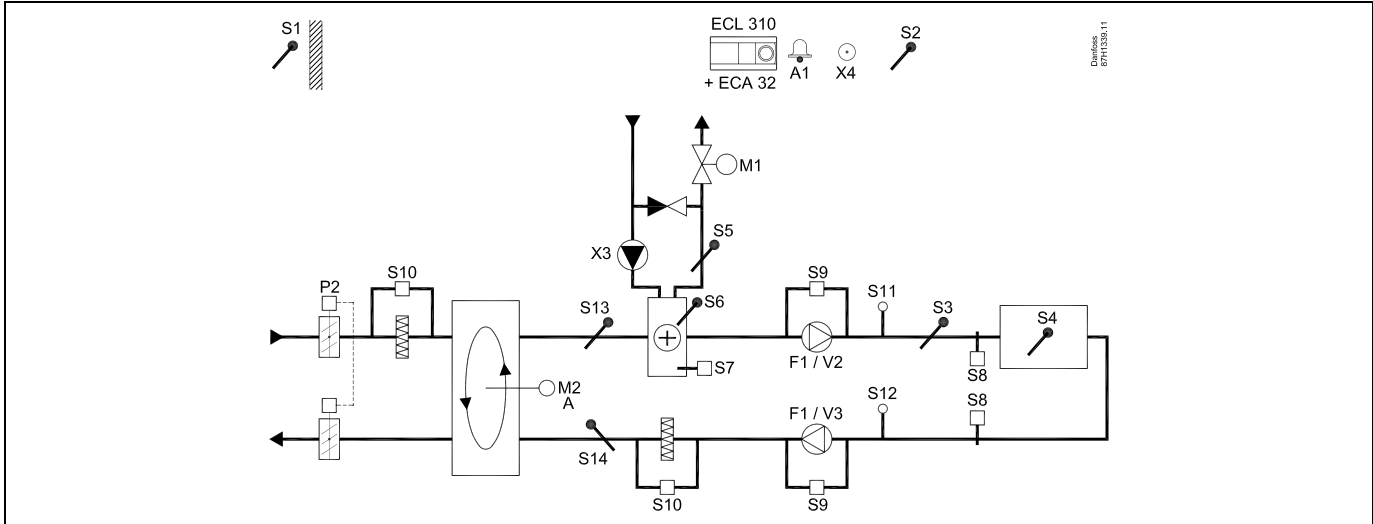 S1
ECL 310
+ ECA 32
A1
X4
S2
Danfoss
87H1339.11
M1
X3
S5
P2
S10
S13
S6
S7
S9
F1 / V2
S11
S3
S4
S8
M2
A
S14
S10
F1 / V3
S9
S12
S8